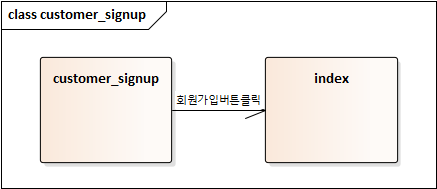 class customer_signup
customer_signup
회원가입버튼클릭
index